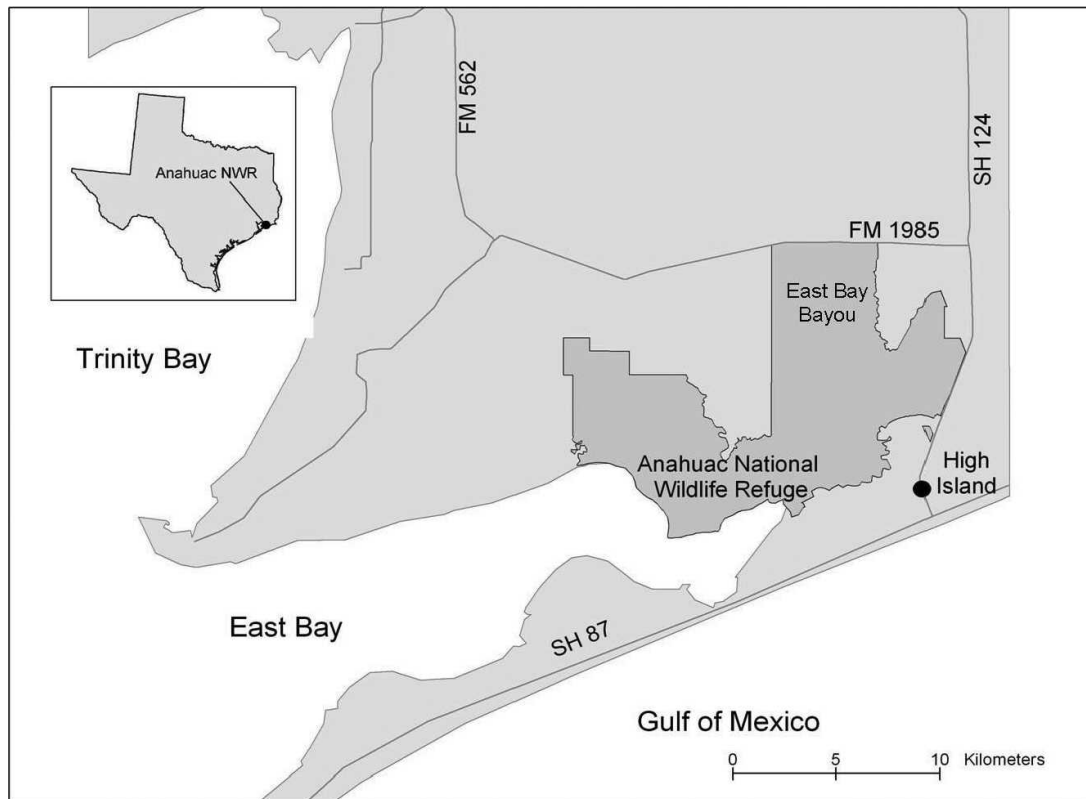 FM 562
SH 124
Anahuac NWR
FM 1985
East Bay
Bayou
Trinity Bay
Anahuac National
Wildlife Refuge
High
Island
East Bay
SH 87
Gulf of Mexico
0 5 10 Kilometers